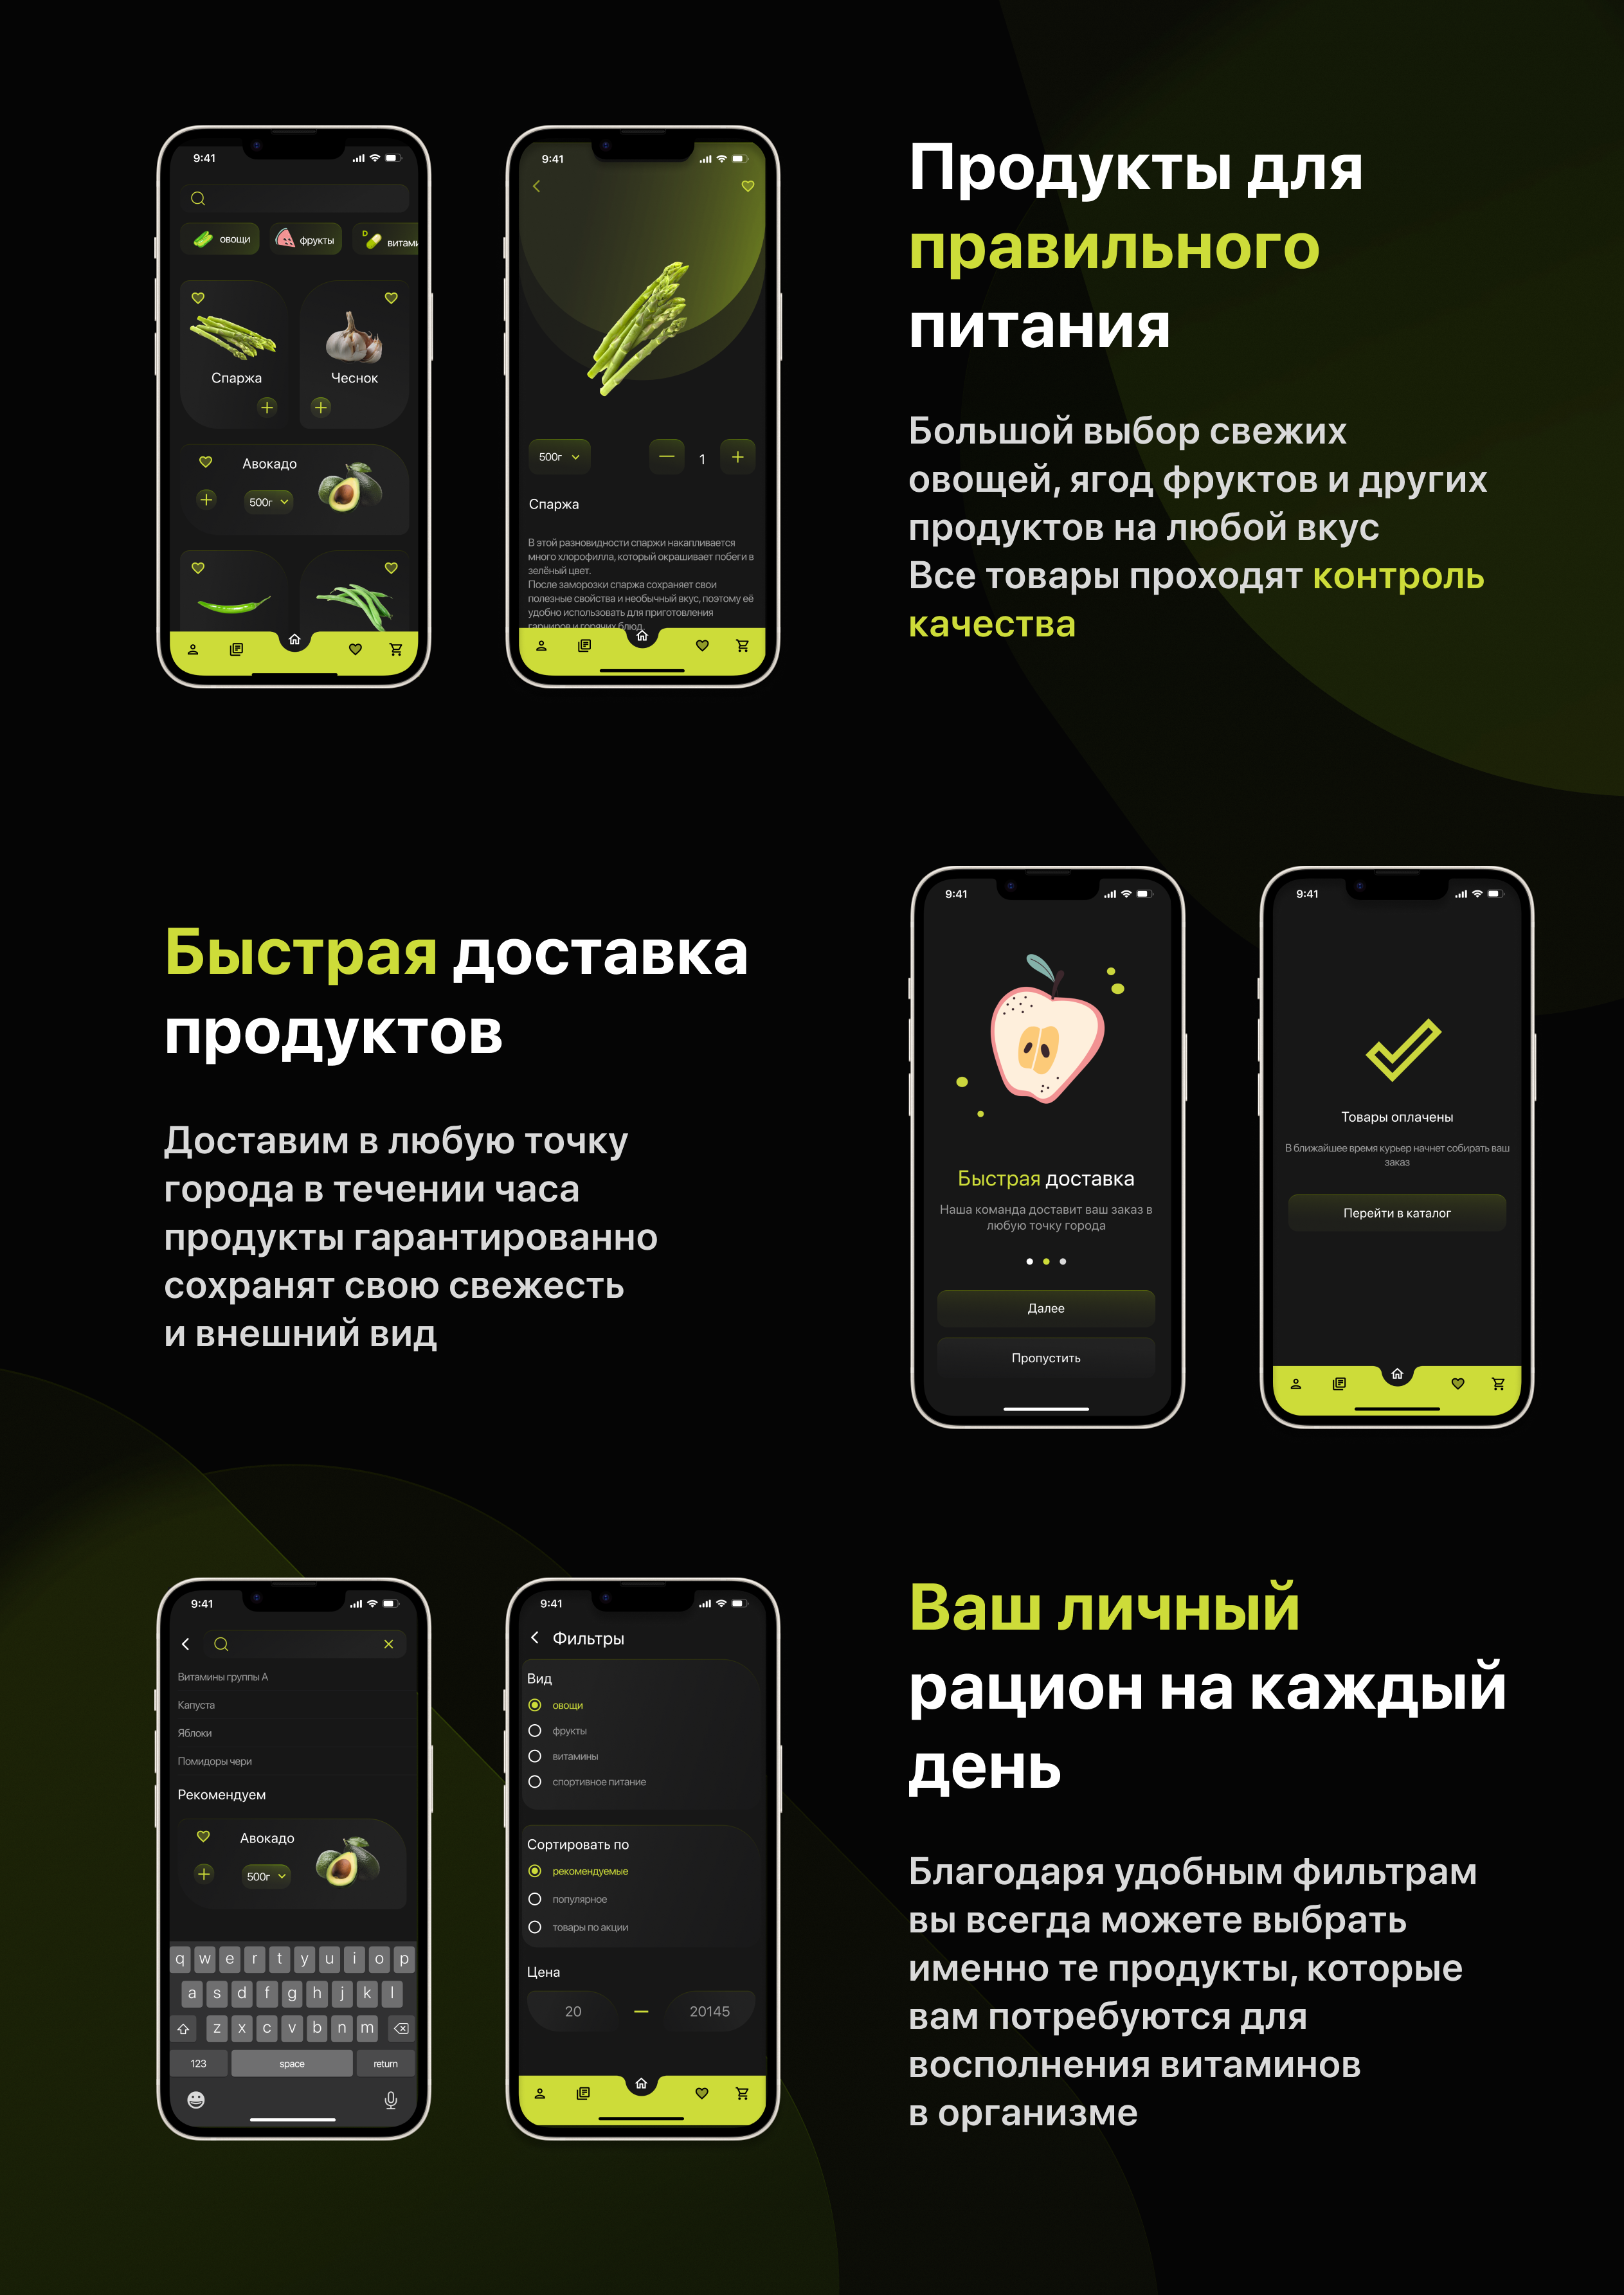 9:41
овощи
фрукты
D
витами
Спаржа
Чеснок
Авокадо
500г
9:41
500г
1
Спаржа
В этой разновидности спаржи накапливается
много хлорофилла, который окрашивает побеги в
зелёный цвет.
После заморозки спаржа сохраняет свои
полезные свойства и необычный вкус, поэтому её
удобно использовать для приготовления
гарниров и горячих блюд.
Продукты для
правильного
питания
Большой выбор свежих
овощей, ягод фруктов и других
продуктов на любой вкус
Все товары проходят контроль
качества
Быстрая доставка
продуктов
Доставим в любую точку
города в течении часа
продукты гарантированно
сохранят свою свежесть
и внешний вид
9:41
Быстрая доставка
Наша команда доставит ваш заказ в
любую точку города
Далее
Пропустить
9:41
Товары оплачены
В ближайшее время курьер начнет собирать ваш
заказ
Перейти в каталог
9:41
Витамины группы А
Капуста
Яблоки
Помидоры чери
Рекомендуем
Авокадо
500г
q w e r t y u i o p
a s d f g h j k l
z x c v b n m
123 space return
9:41
Фильтры
Вид
овощи
фрукты
витамины
спортивное питание
Сортировать по
рекомендуемые
популярное
товары по акции
Цена
20 — 20145
Ваш личный
рацион на каждый
день
Благодаря удобным фильтрам
вы всегда можете выбрать
именно те продукты, которые
вам потребуются для
восполнения витаминов
в организме